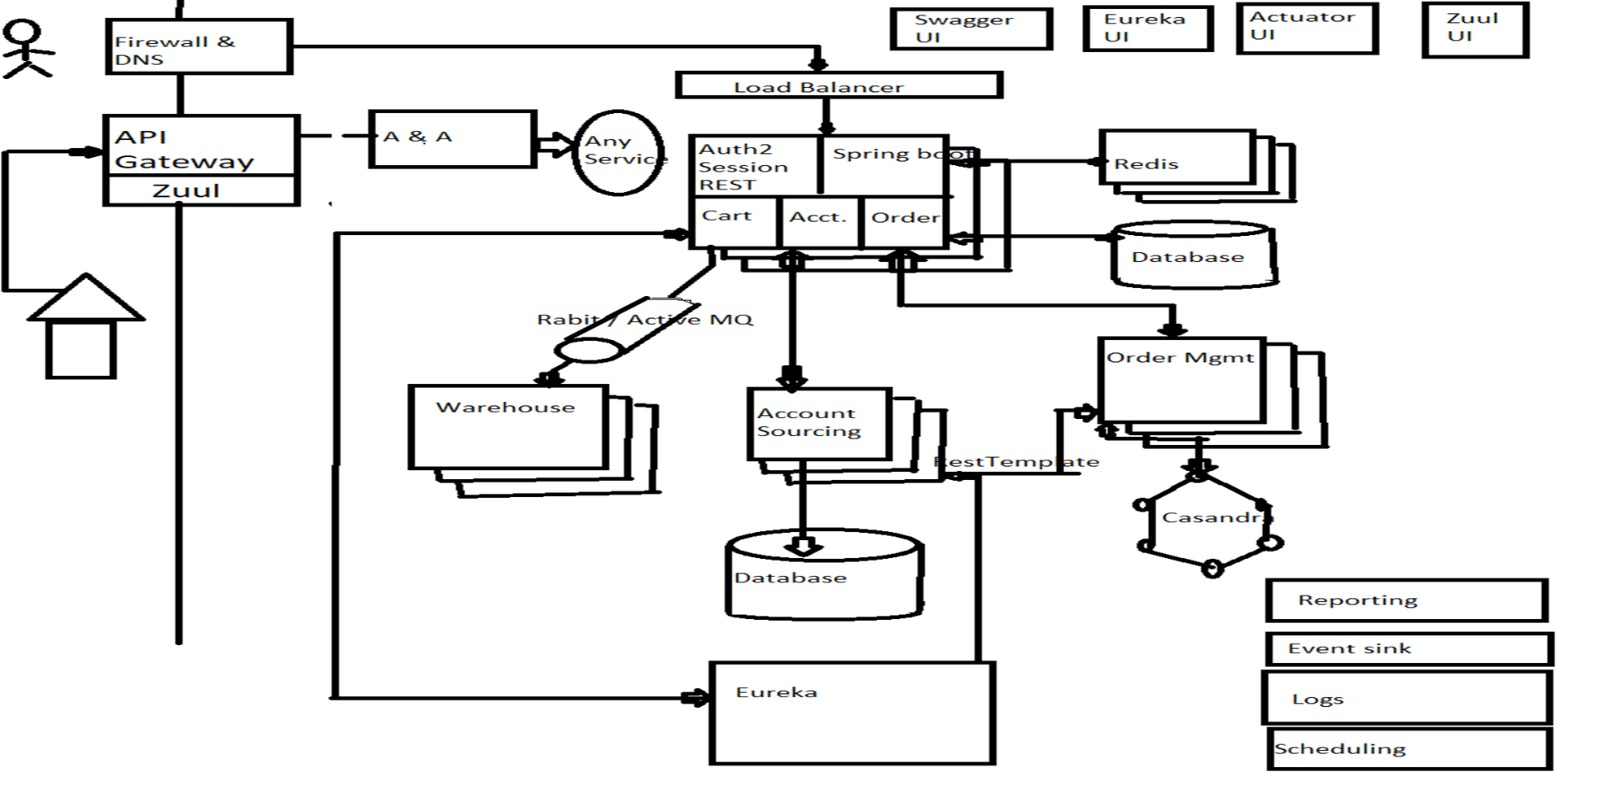 Firewall &
DNS
Swagger
UI
Eureka
UI
Actuator
UI
Zuul
UI
Load Balancer
API
Gateway
Zuul
A & A
Any
Service
Auth2
Session
REST
Spring boot
Cart
Acct.
Order
Redis
Database
Rabit / Active MQ
Warehouse
Account
Sourcing
Order Mgmt
RestTemplate
Casandra
Database
Eureka
Reporting
Event sink
Logs
Scheduling